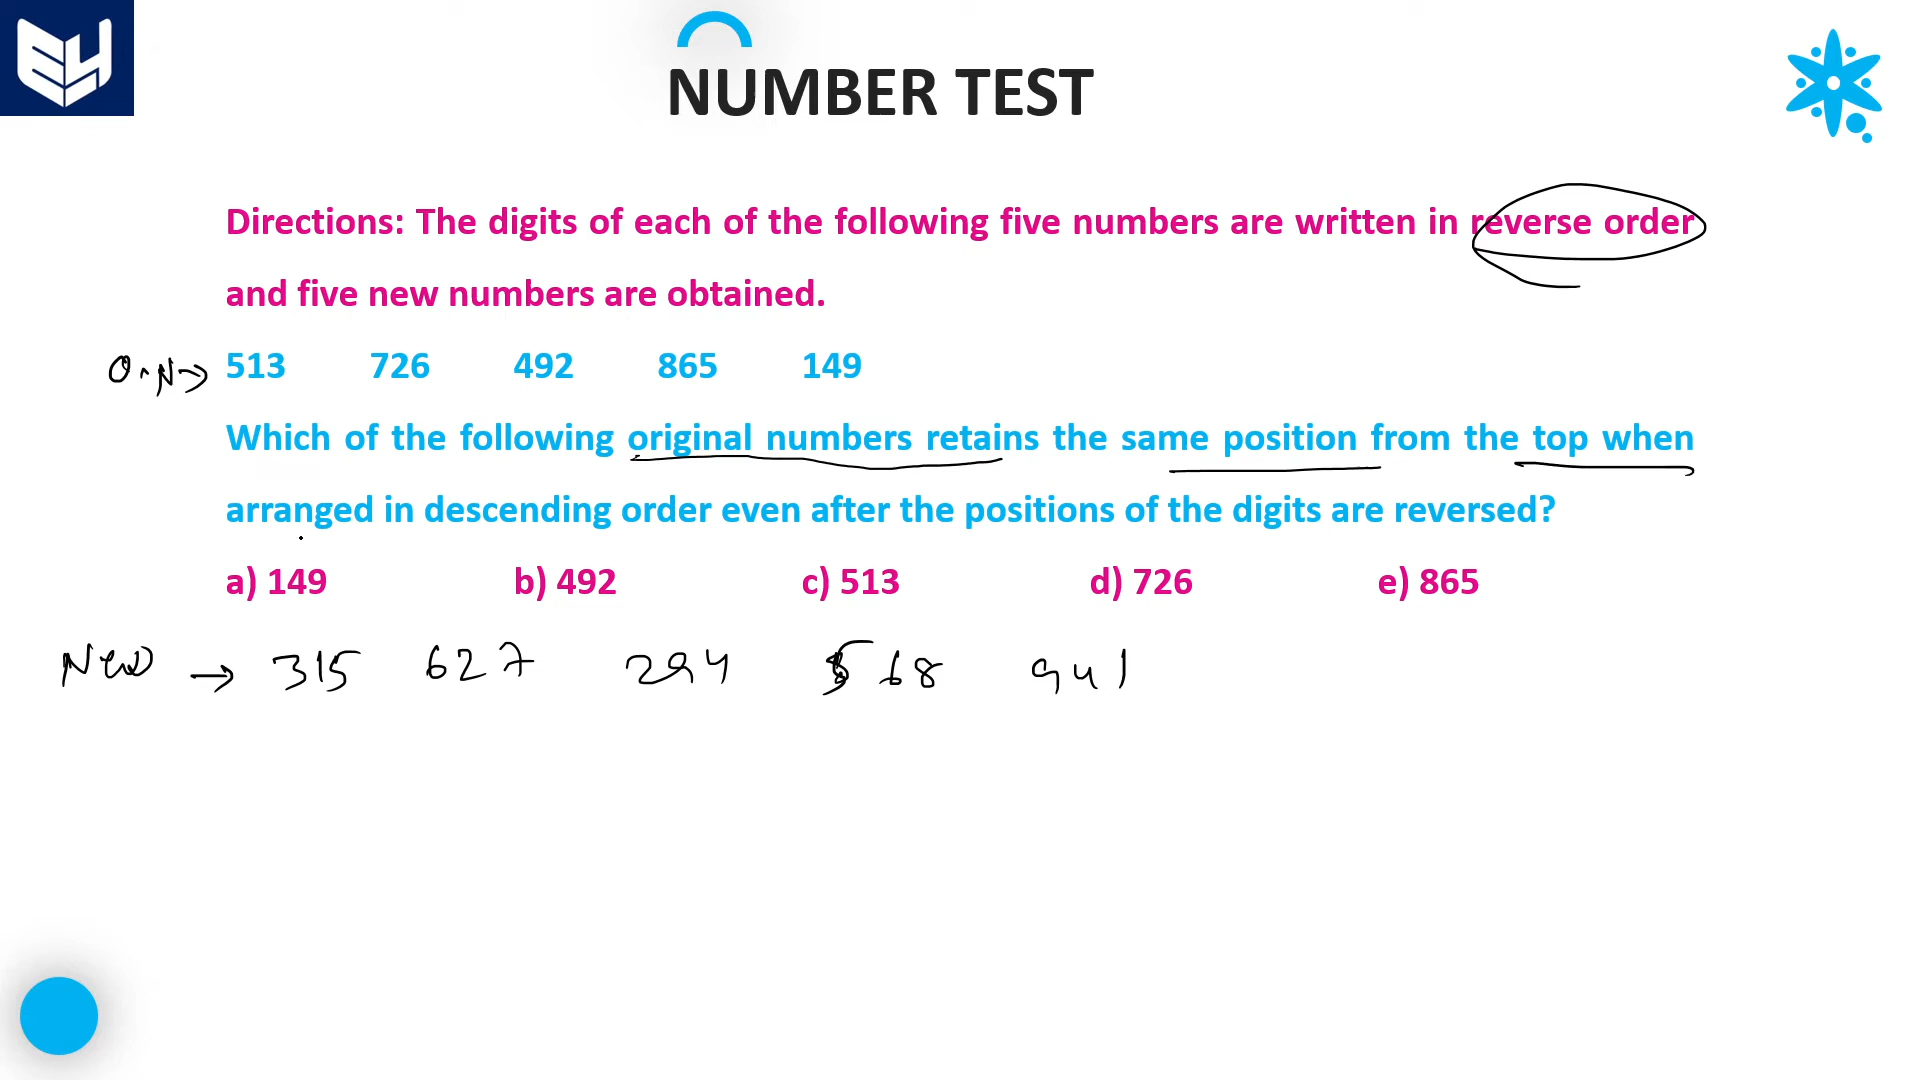 NUMBER TEST
Directions: The digits of each of the following five numbers are written in reverse order
and five new numbers are obtained.
O.N→ 513 726 492 865 149
Which of the following original numbers retains the same position from the top when
arranged in descending order even after the positions of the digits are reversed?
a) 149 b) 492 c) 513 d) 726 e) 865
New → 315 627 294 568 941